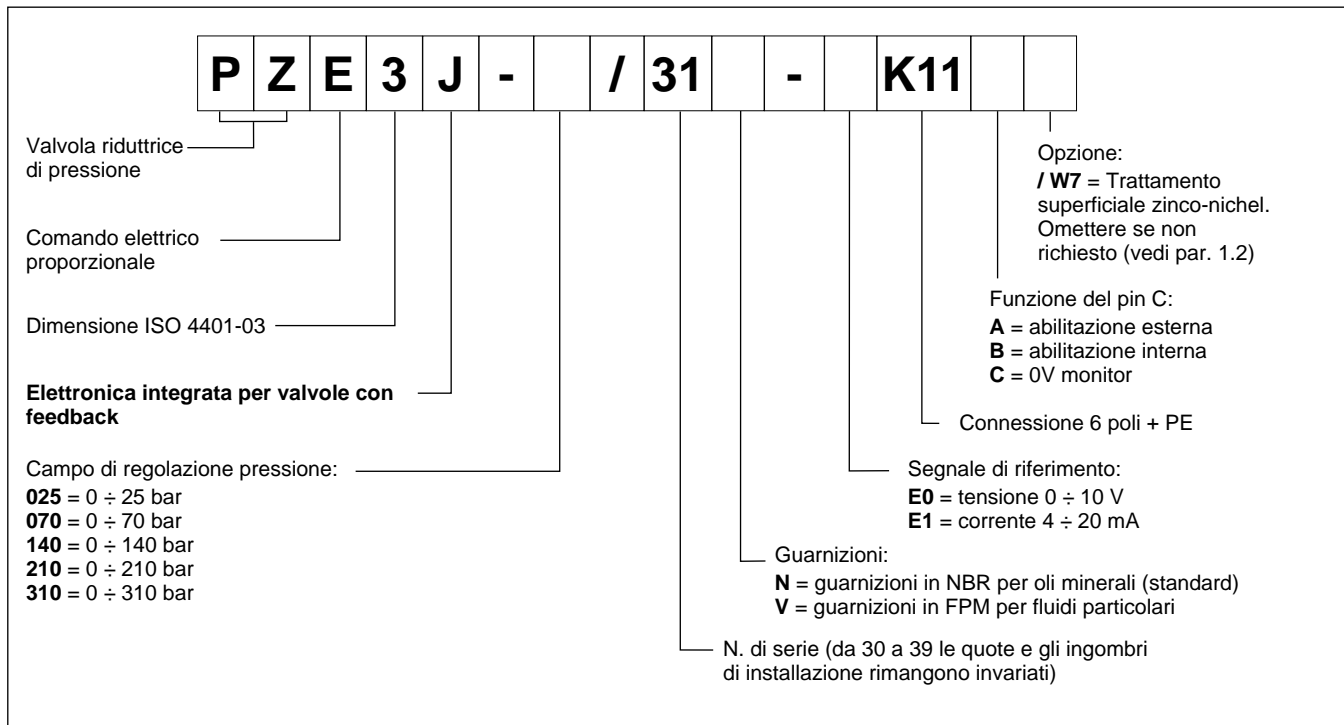 P Z E 3 J - / 31 - K11
Valvola riduttrice
di pressione
Comando elettrico
proporzionale
Dimensione ISO 4401-03
Elettronica integrata per valvole con
feedback
Campo di regolazione pressione:
025 = 0 ÷ 25 bar
070 = 0 ÷ 70 bar
140 = 0 ÷ 140 bar
210 = 0 ÷ 210 bar
310 = 0 ÷ 310 bar
Opzione:
/ W7 = Trattamento
superficiale zinco-nichel.
Omettere se non
richiesto (vedi par. 1.2)
Funzione del pin C:
A = abilitazione esterna
B = abilitazione interna
C = 0V monitor
Connessione 6 poli + PE
Segnale di riferimento:
E0 = tensione 0 ÷ 10 V
E1 = corrente 4 ÷ 20 mA
Guarnizioni:
N = guarnizioni in NBR per oli minerali (standard)
V = guarnizioni in FPM per fluidi particolari
N. di serie (da 30 a 39 le quote e gli ingombri
di installazione rimangono invariati)